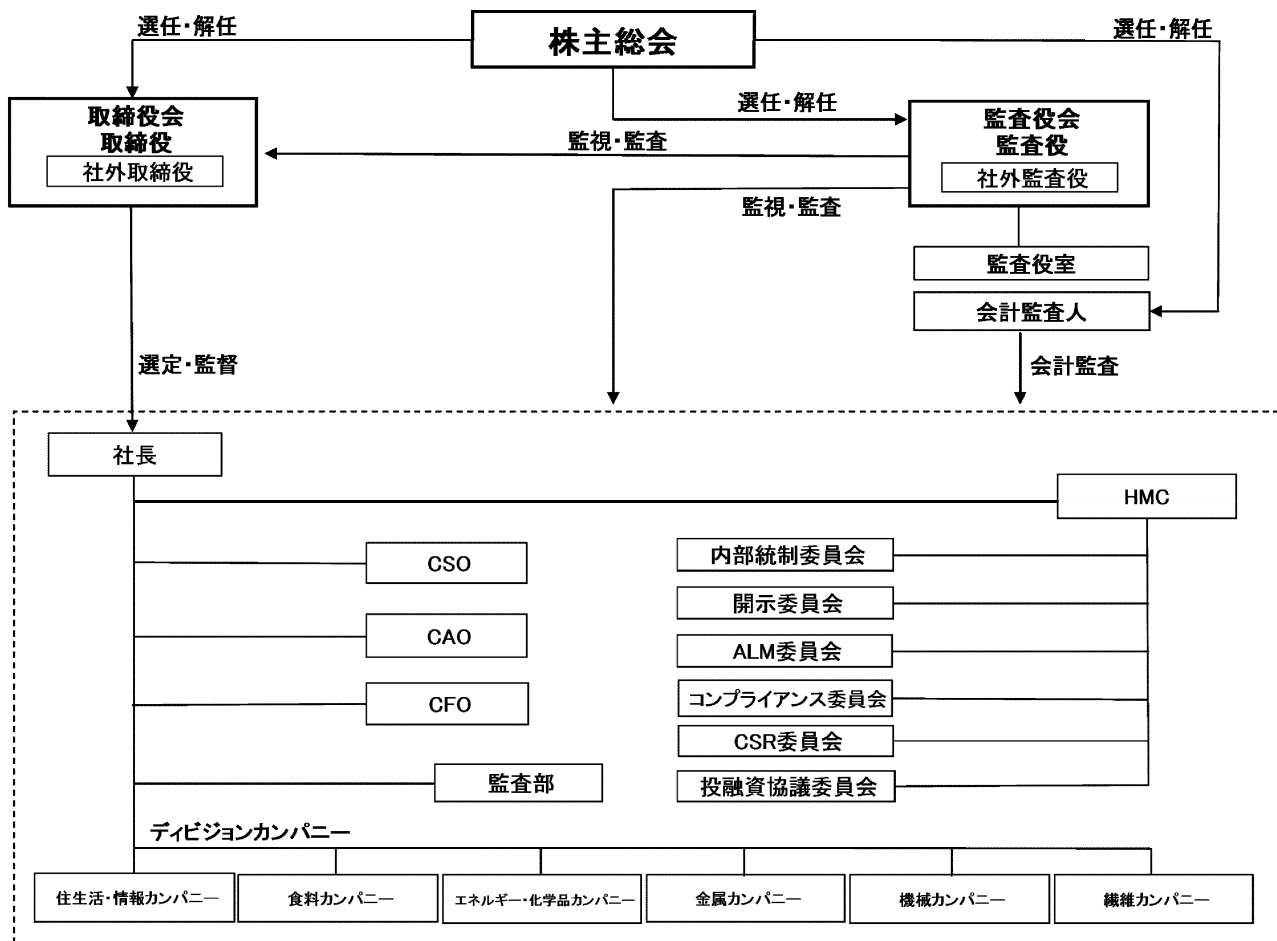 選任・解任
株主総会
選任・解任
取締役会
取締役
社外取締役
選任・解任
監視・監査
監査役会
監査役
社外監査役
監視・監査
監査役室
会計監査人
選定・監督
会計監査
社長
HMC
CSO
内部統制委員会
開示委員会
CAO
ALM委員会
CFO
コンプライアンス委員会
CSR委員会
監査部
投融資協議委員会
ディビジョンカンパニー
住生活・情報カンパニー
食料カンパニー
エネルギー・化学品カンパニー
金属カンパニー
機械カンパニー
繊維カンパニー